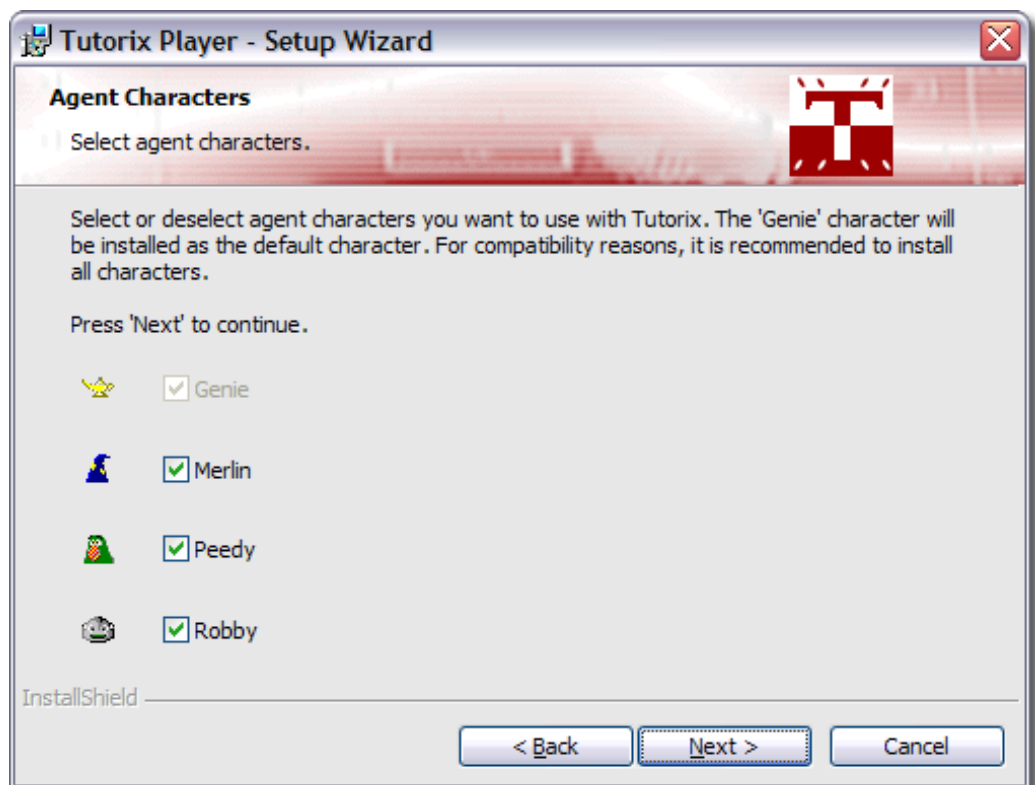 Tutorix Player - Setup Wizard
Agent Characters
Select agent characters.
T
Select or deselect agent characters you want to use with Tutorix. The 'Genie' character will
be installed as the default character. For compatibility reasons, it is recommended to install
all characters.
Press 'Next' to continue.
Genie
Merlin
Peedy
Robby
InstallShield
< Back
Next >
Cancel